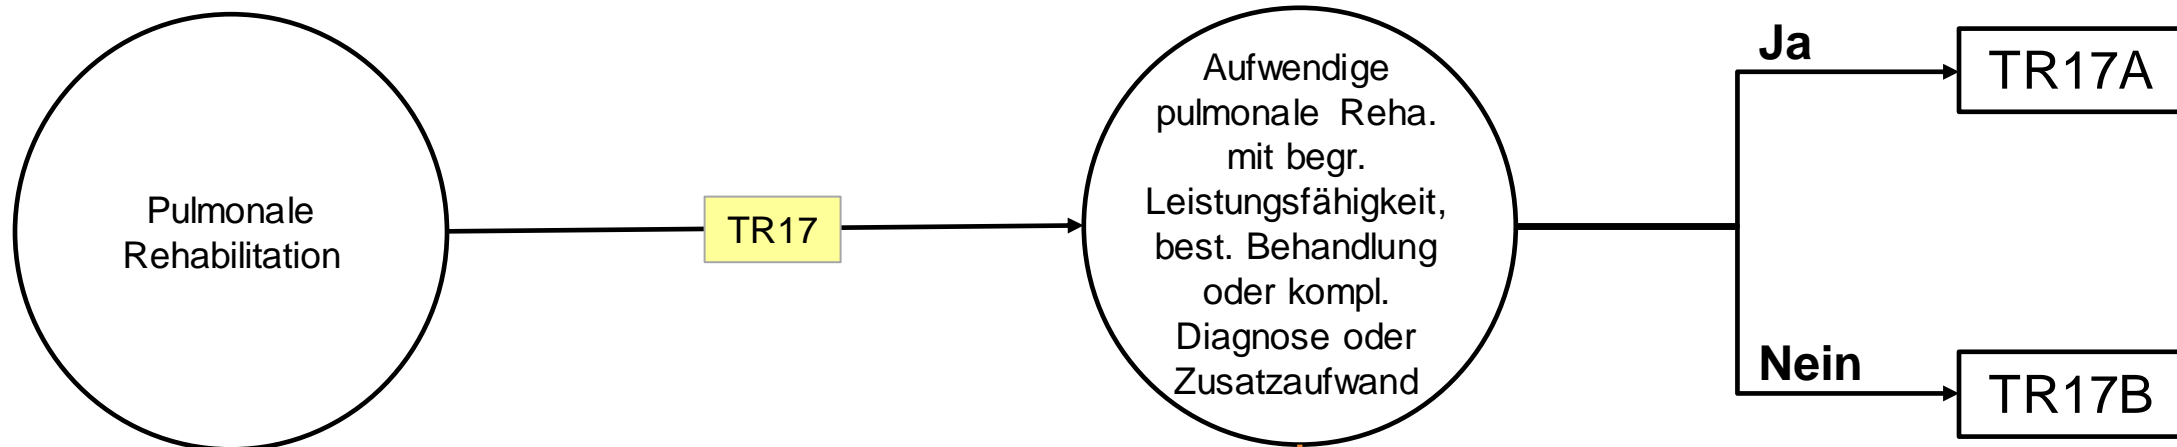 Pulmonale
Rehabilitation
TR17
Aufwendige
pulmonale Reha.
mit begr.
Leistungsfähigkeit,
best. Behandlung
oder kompl.
Diagnose oder
Zusatzaufwand
Ja
TR17A
Nein
TR17B